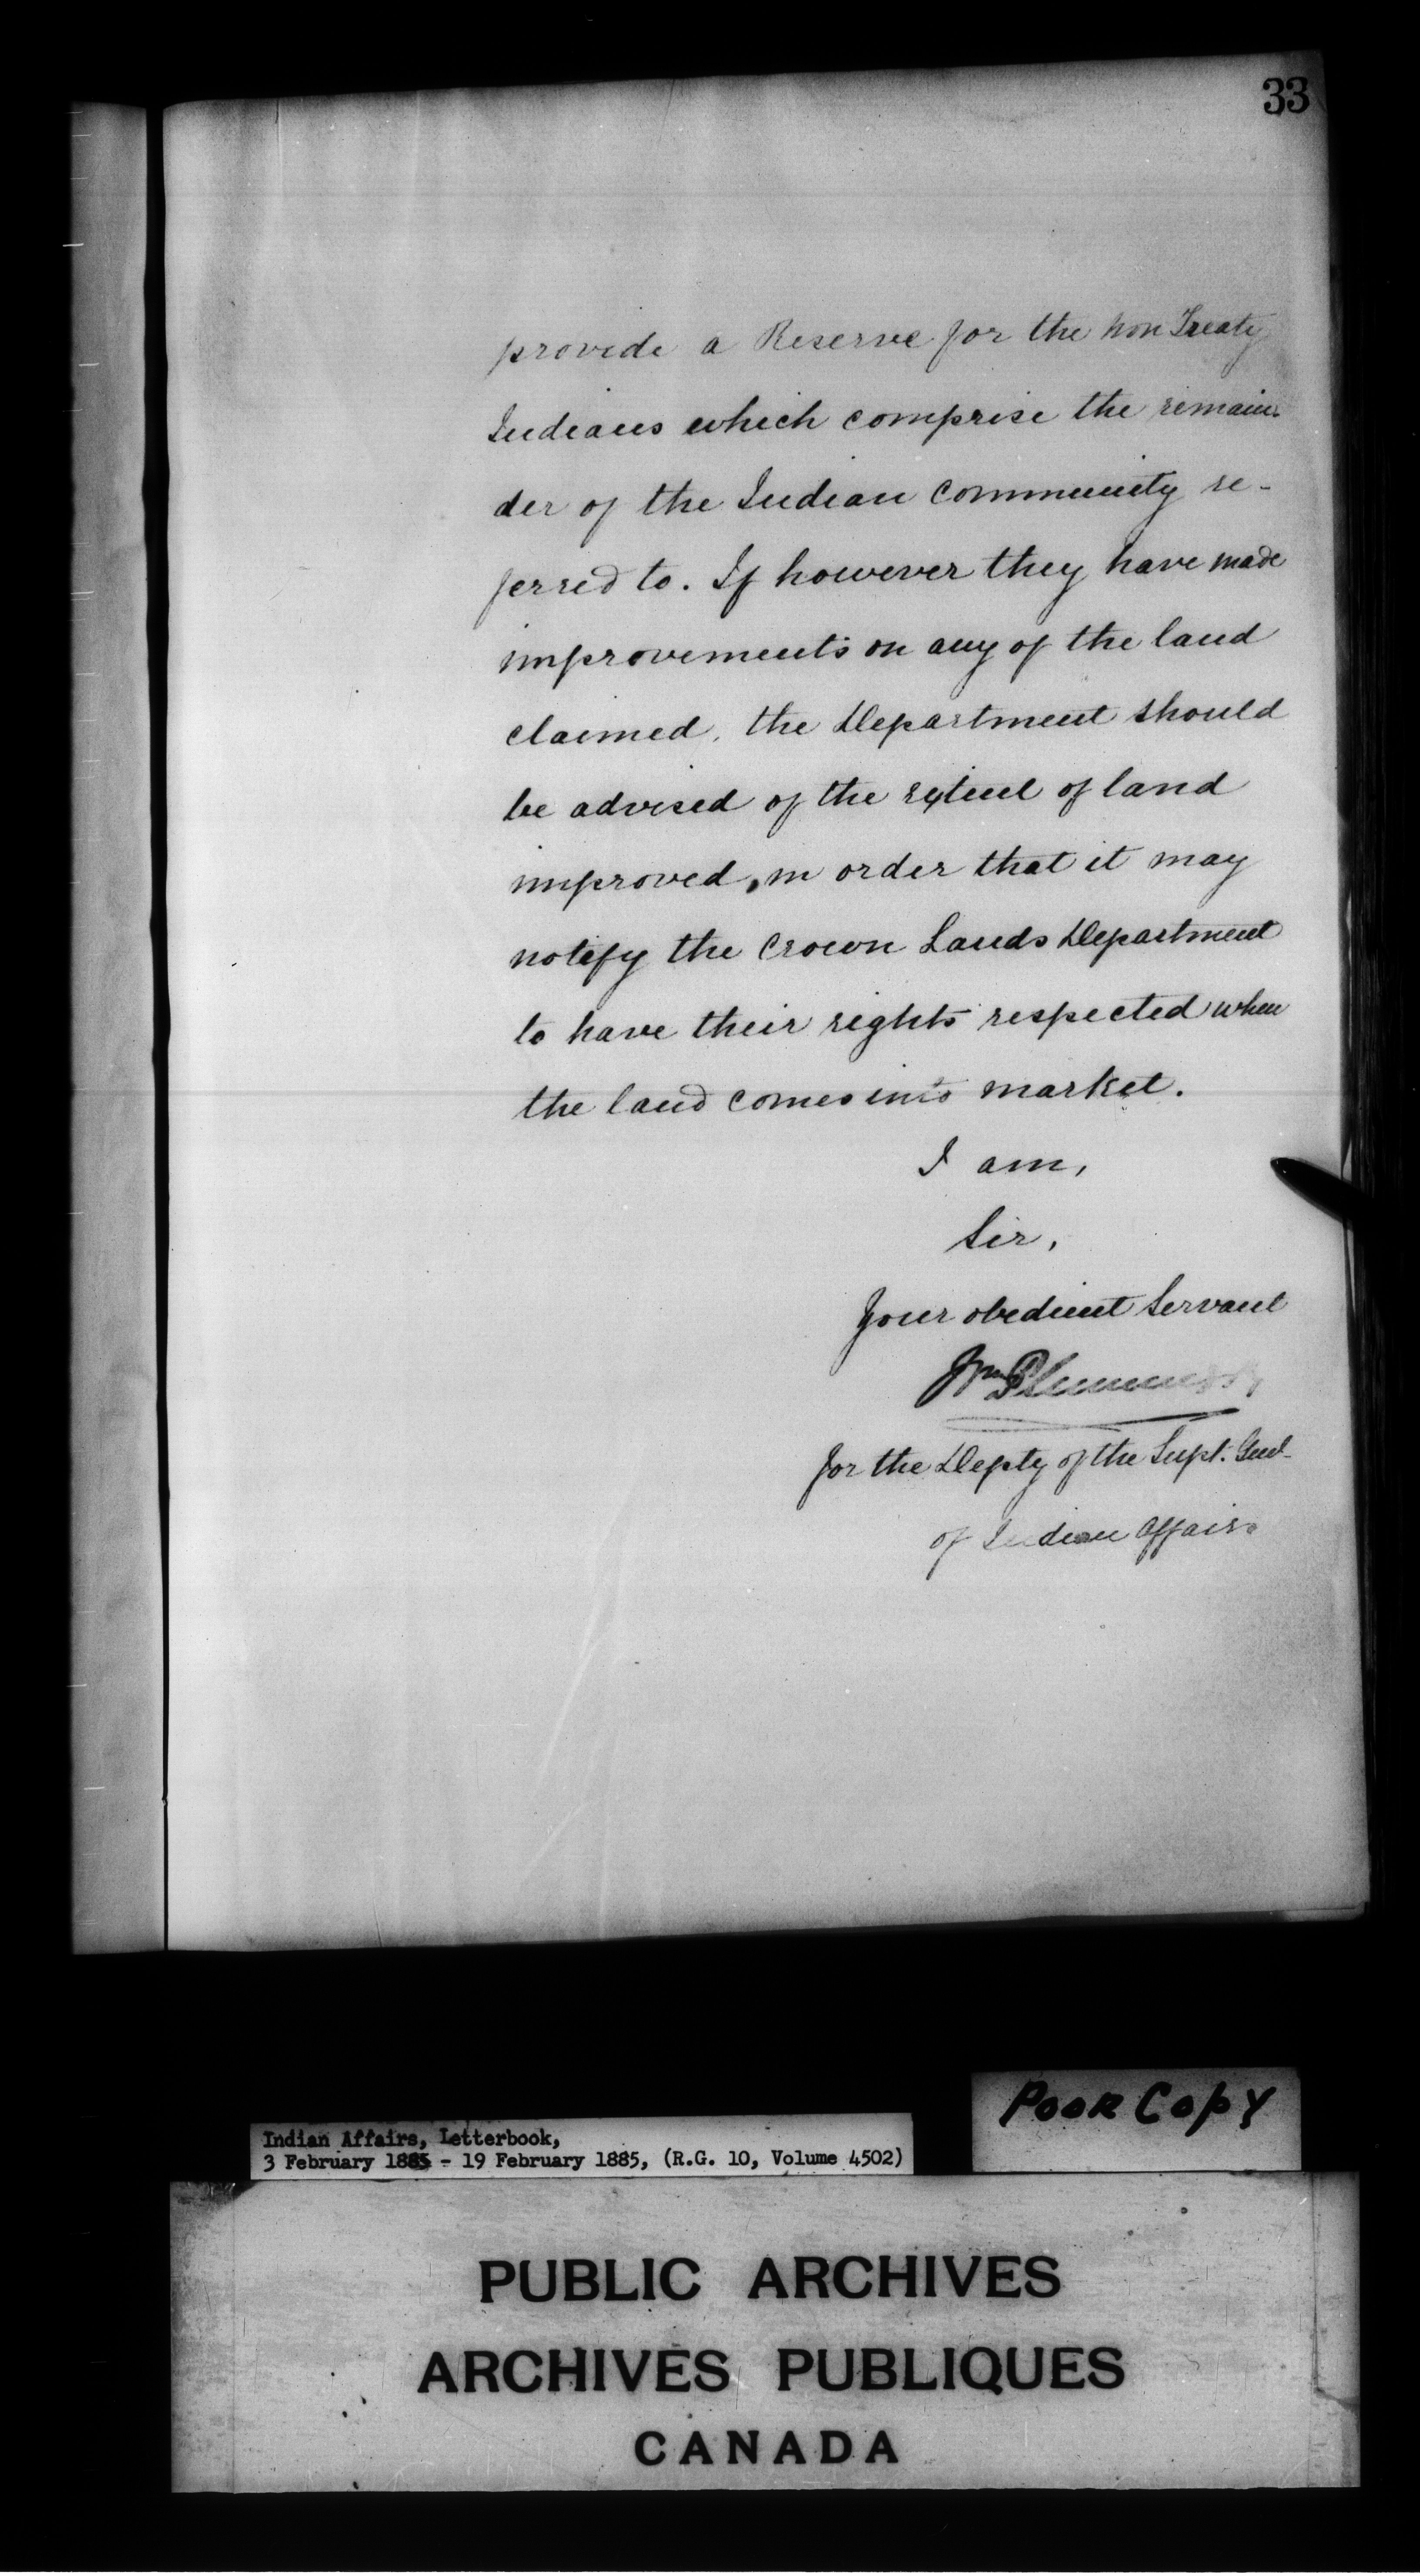 33
provide a Reserve for the Non Treaty
Indians which comprise the remain-
der of the Indian Community re-
ferred to. If however they have made
improvements on any of the land
claimed, the Department should
be advised of the extent of land
improved, in order that it may
notify the Crown Lands Department
to have their rights respected when
the land comes into market.
I am,
Sir,
Your obedient Servant
Wm Plummer
for the Depty of the Supt. Genl.
of Indian Affairs
Poor Copy
Indian Affairs, Letterbook,
3 February 1885 - 19 February 1885, (R.G. 10, Volume 4502)
PUBLIC ARCHIVES
ARCHIVES PUBLIQUES
CANADA